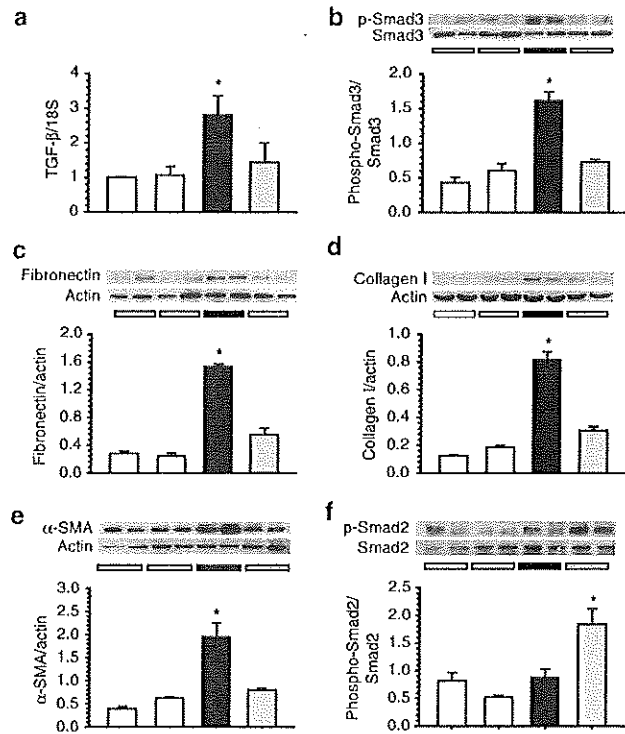 a
TGF-β/18S
4
3
2
1
0
*
b
p-Smad3
Smad3
Phospho-Smad3/
Smad3
2.0
1.5
1.0
0.5
0.0
*
c
Fibronectin
Actin
Fibronectin/actin
2.0
1.6
1.2
0.8
0.4
0.0
*
d
Collagen I
Actin
Collagen I/actin
1.0
0.8
0.6
0.4
0.2
0.0
*
e
α-SMA
Actin
α-SMA/actin
3.0
2.5
2.0
1.5
1.0
0.5
0.0
*
f
p-Smad2
Smad2
Phospho-Smad2/
Smad2
2.5
2.0
1.5
1.0
0.5
0.0
*